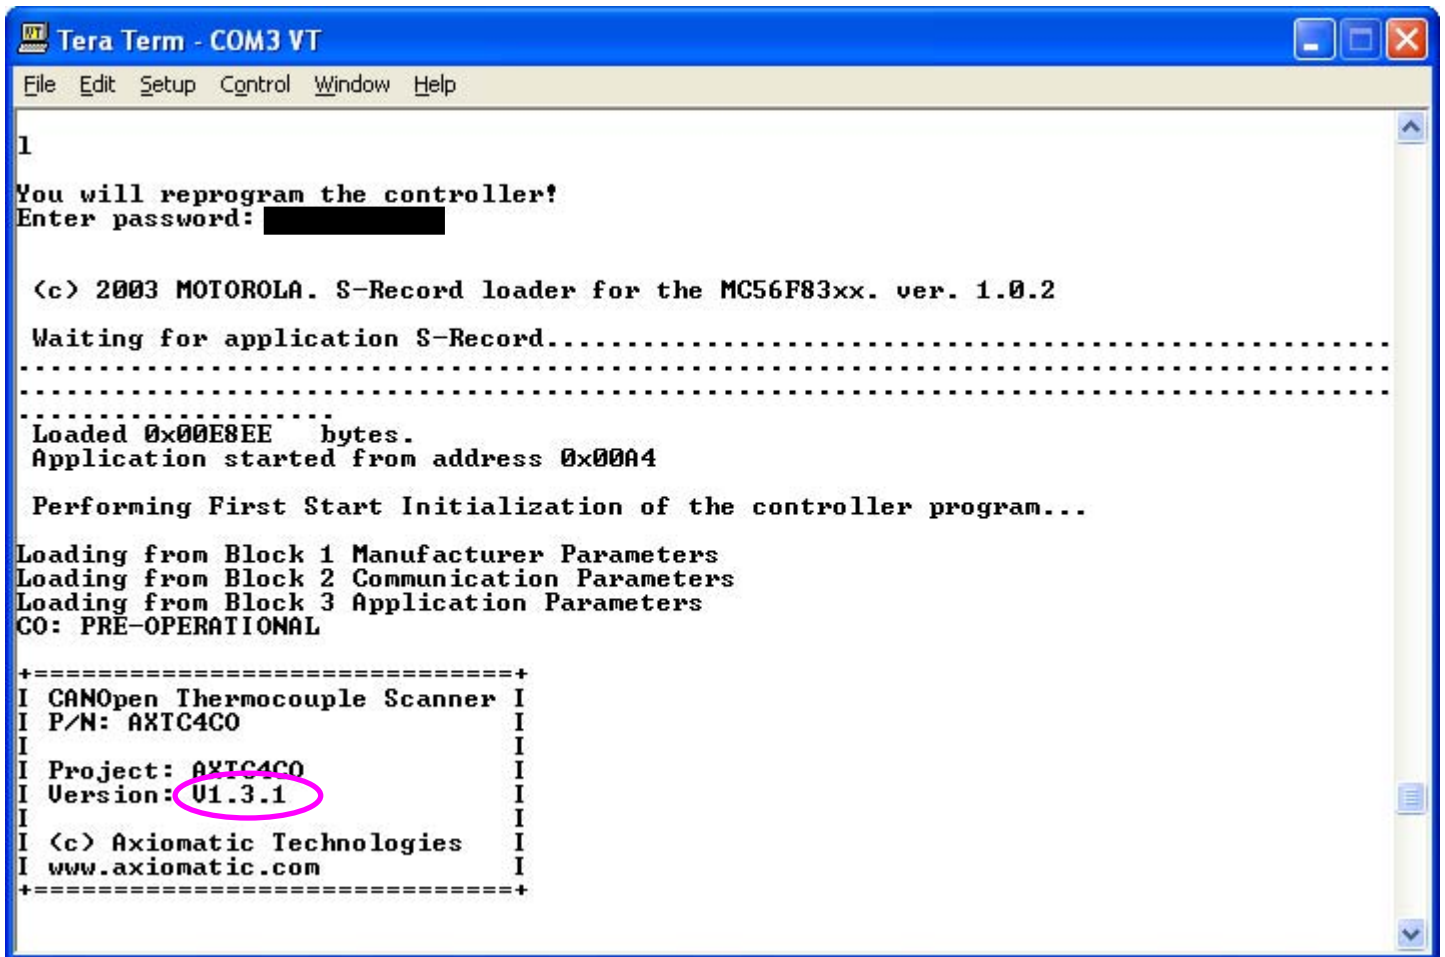 Tera Term - COM3 VT
File Edit Setup Control Window Help
l
You will reprogram the controller!
Enter password:
(c) 2003 MOTOROLA. S-Record loader for the MC56F83xx. ver. 1.0.2
Waiting for application S-Record.....................................................
......................................................................................
......................................................................................
....................
Loaded 0x00E8EE bytes.
Application started from address 0x00A4
Performing First Start Initialization of the controller program...
Loading from Block 1 Manufacturer Parameters
Loading from Block 2 Communication Parameters
Loading from Block 3 Application Parameters
CO: PRE-OPERATIONAL
+==============================+
I CANOpen Thermocouple Scanner I
I P/N: AXTC4CO I
I I
I Project: AXTC4CO I
I Version: V1.3.1 I
I I
I (c) Axiomatic Technologies I
I www.axiomatic.com I
+==============================+